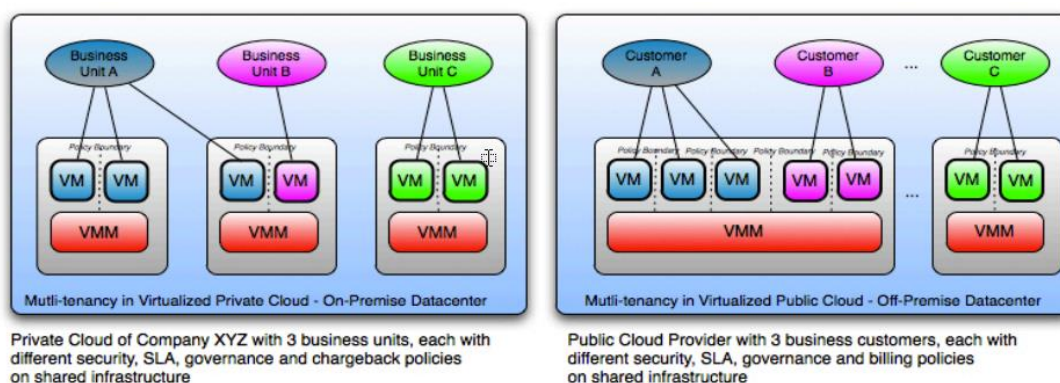 Business Unit A
Business Unit B
Business Unit C
Policy Boundary
Policy Boundary
Policy Boundary
VM VM
VM VM
VM VM
VMM
VMM
VMM
Mutli-tenancy in Virtualized Private Cloud - On-Premise Datacenter
Private Cloud of Company XYZ with 3 business units, each with
different security, SLA, governance and chargeback policies
on shared infrastructure
Customer A
Customer B
...
Customer C
Policy Boundary
Policy Boundary
Policy Boundary
Policy Boundary
Policy Boundary
VM VM VM VM VM
...
VM VM
VMM
VMM
Mutli-tenancy in Virtualized Public Cloud - Off-Premise Datacenter
Public Cloud Provider with 3 business customers, each with
different security, SLA, governance and billing policies
on shared infrastructure